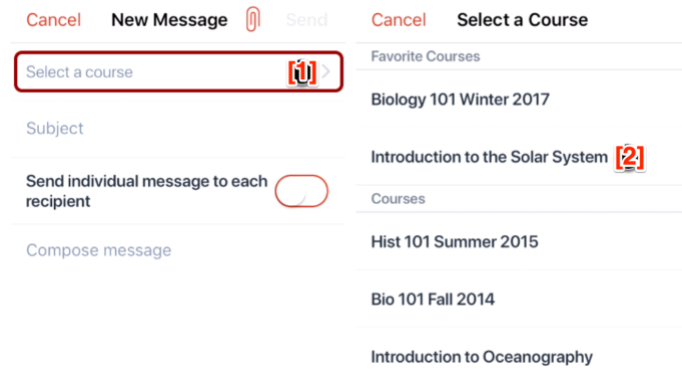 Cancel New Message Send
Select a course [1]
Subject
Send individual message to each
recipient
Compose message
Cancel Select a Course
Favorite Courses
Biology 101 Winter 2017
Introduction to the Solar System [2]
Courses
Hist 101 Summer 2015
Bio 101 Fall 2014
Introduction to Oceanography